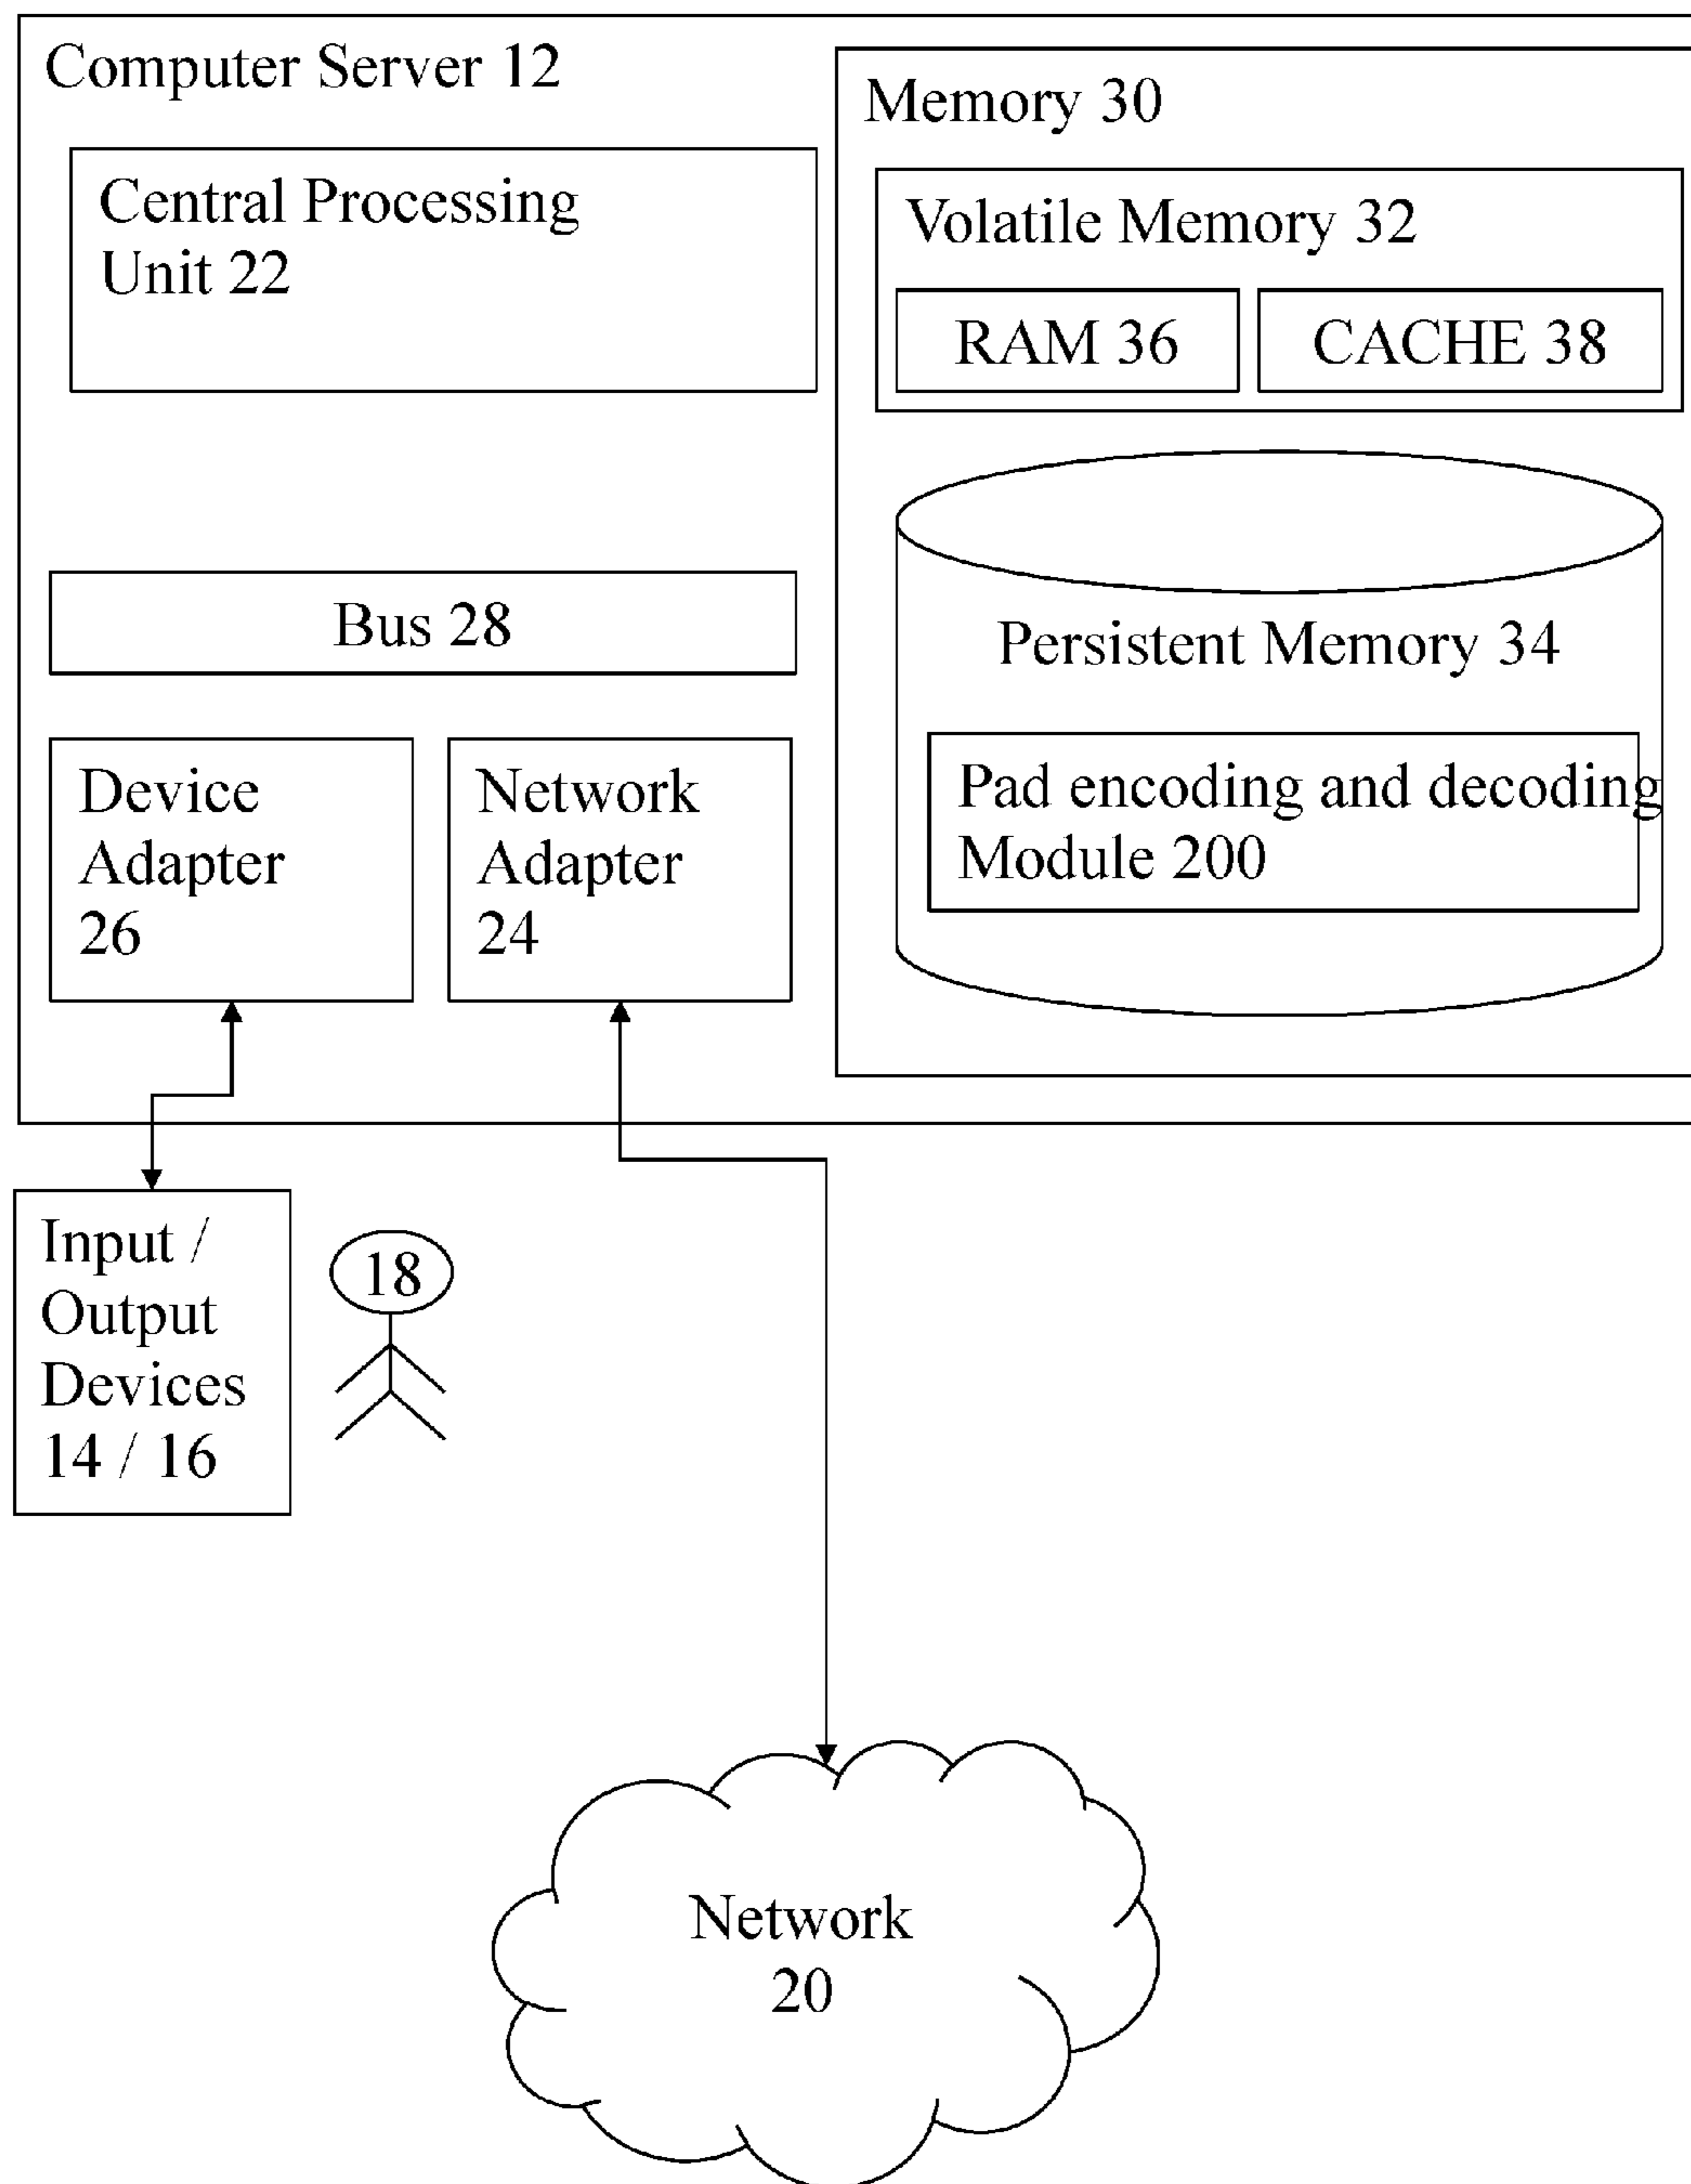 Computer Server 12
Central Processing
Unit 22
Bus 28
Device
Adapter
26
Network
Adapter
24
Memory 30
Volatile Memory 32
RAM 36
CACHE 38
Persistent Memory 34
Pad encoding and decoding
Module 200
Input /
Output
Devices
14 / 16
18
Network
20